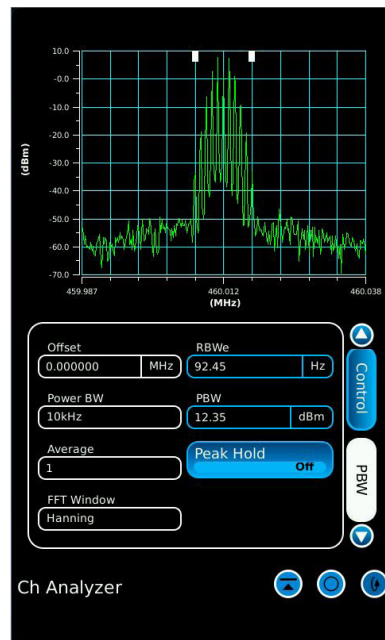 10.0
-0.0
-10.0
-20.0
-30.0
-40.0
-50.0
-60.0
-70.0
(dBm)
459.987 460.012 460.038
(MHz)
Offset RBWe
0.000000 MHz 92.45 Hz
Power BW PBW
10kHz 12.35 dBm
Average Peak Hold
1 Off
FFT Window
Hanning
Control
PBW
Ch Analyzer